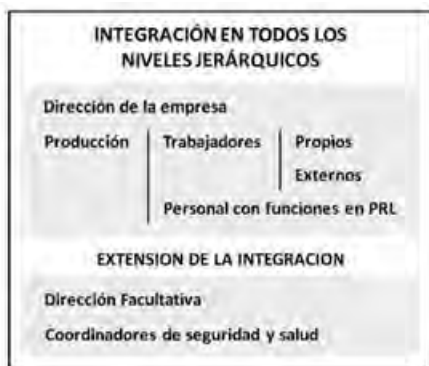 INTEGRACIÓN EN TODOS LOS
NIVELES JERÁRQUICOS
Dirección de la empresa
Producción Trabajadores Propios
Externos
Personal con funciones en PRL
EXTENSION DE LA INTEGRACION
Dirección Facultativa
Coordinadores de seguridad y salud